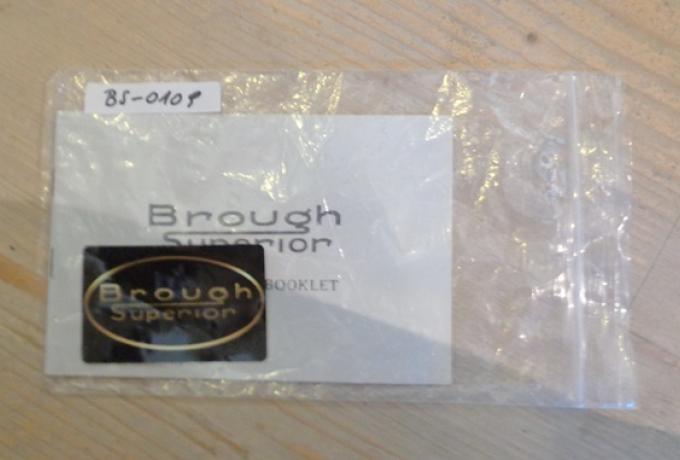 BS-0109
Brough
Superior
BOOKLET
Brough
Superior